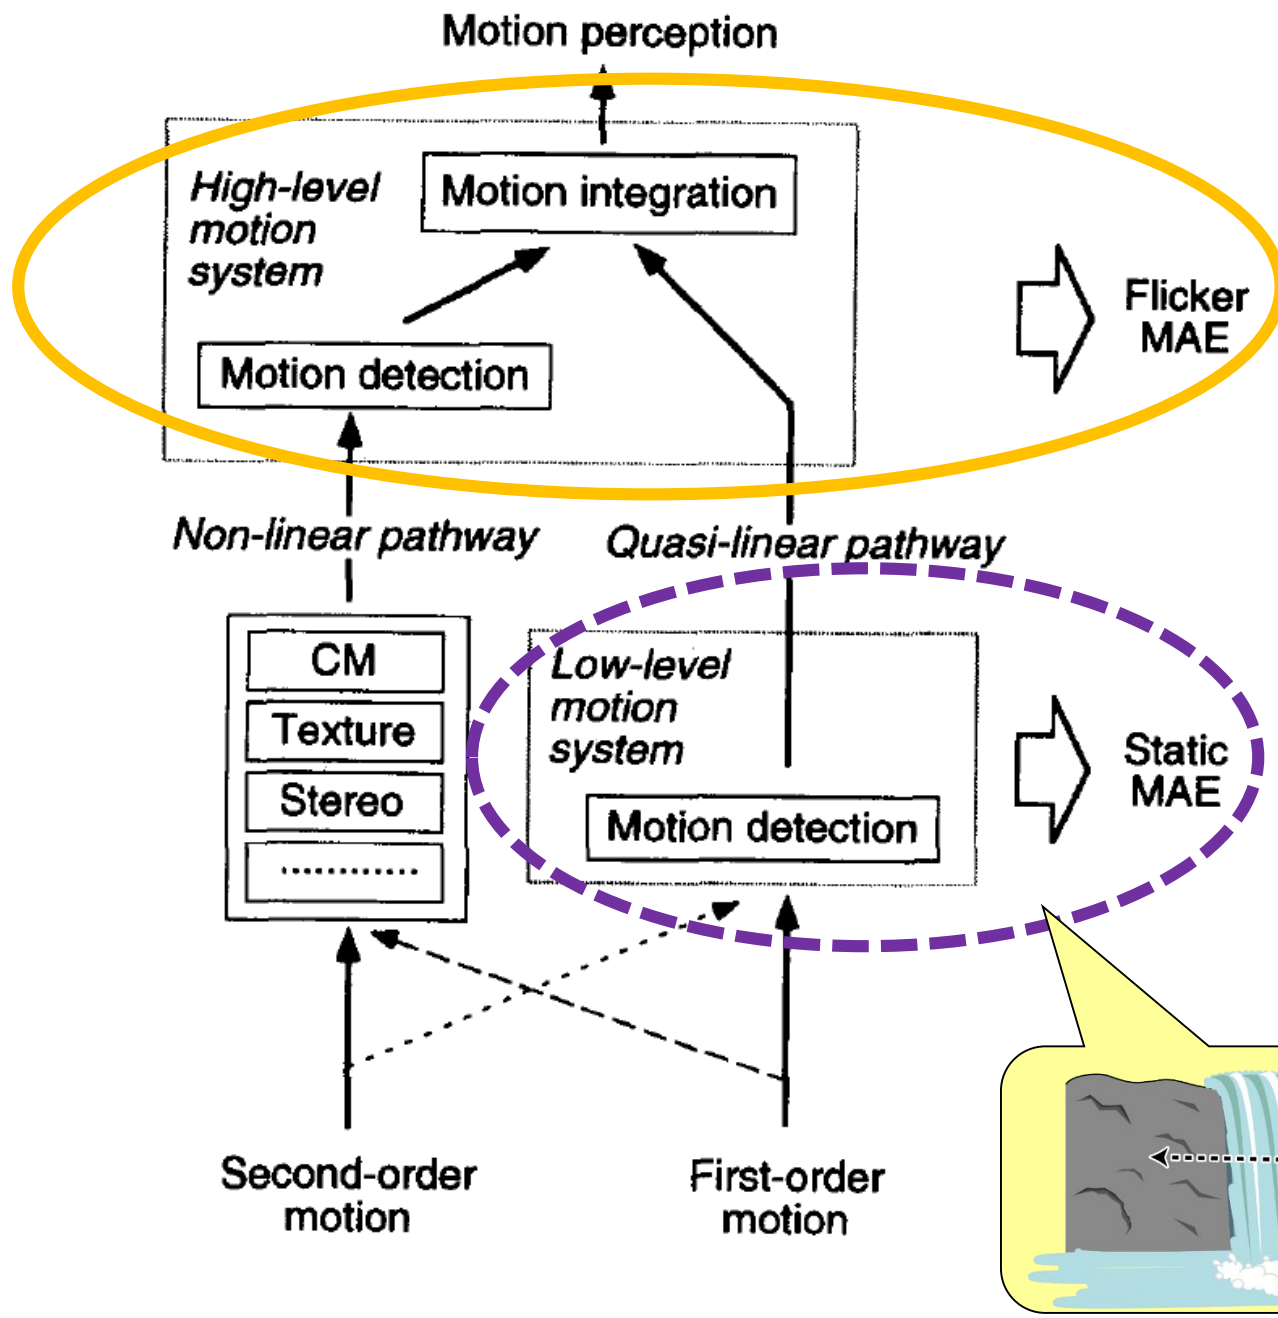 Motion perception
High-level
motion
system
Motion integration
Motion detection
Flicker
MAE
Non-linear pathway
Quasi-linear pathway
CM
Texture
Stereo
Low-level
motion
system
Motion detection
Static
MAE
Second-order
motion
First-order
motion